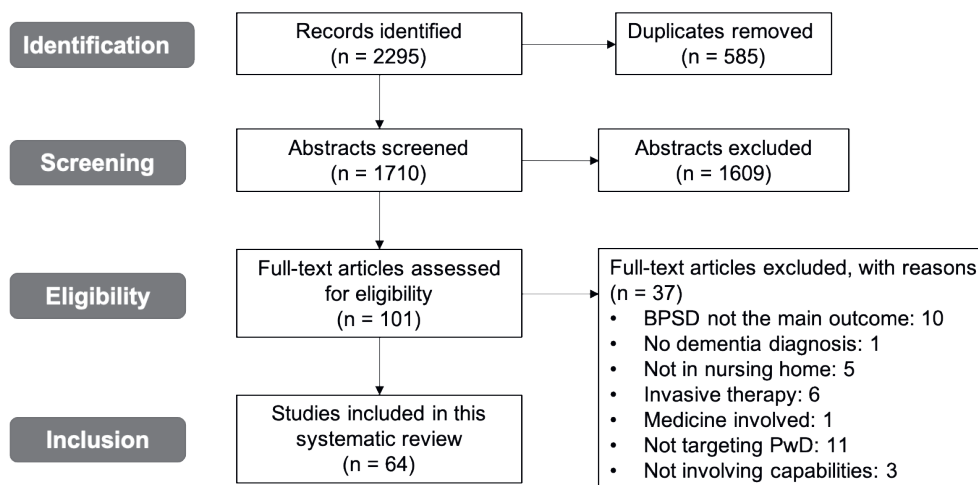 Identification
Records identified
(n = 2295)
Duplicates removed
(n = 585)
Screening
Abstracts screened
(n = 1710)
Abstracts excluded
(n = 1609)
Eligibility
Full-text articles assessed
for eligibility
(n = 101)
Full-text articles excluded, with reasons
(n = 37)
• BPSD not the main outcome: 10
• No dementia diagnosis: 1
• Not in nursing home: 5
• Invasive therapy: 6
• Medicine involved: 1
• Not targeting PwD: 11
• Not involving capabilities: 3
Inclusion
Studies included in this
systematic review
(n = 64)